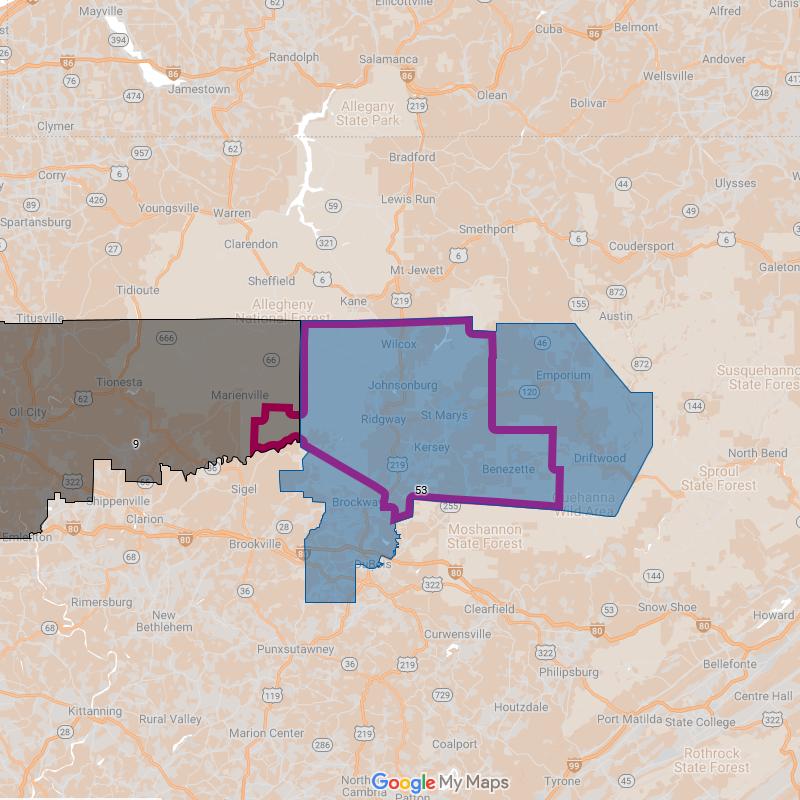 Mayville
62
Ellicottville
Alfred
Canis
394
Cuba
86
Belmont
Randolph
Salamanca
Andover
86
76
Jamestown
86
Wellsville
474
219
Olean
248
417
Allegany
State Park
Bolivar
Clymer
62
957
Bradford
Corry
6
44
Ulysses
89
426
Youngsville
Warren
59
Lewis Run
49
Spartansburg
27
Clarendon
321
Smethport
6
6
6
Coudersport
Galeton
Sheffield
6
Mt Jewett
Tidioute
872
Kane
219
155
Austin
Titusville
Allegheny
National Forest
666
Wilcox
46
66
872
Tionesta
62
Marienville
Johnsonburg
120
Emporium
Susquehannoc
State Forest
Oil City
Ridgway
St Marys
144
9
Kersey
219
Benezette
Driftwood
North Bend
322
66
Sigel
53
Sproul
State Forest
Shippenville
Brockway
255
Quehanna
Wild Area
Clarion
28
Moshannon
State Forest
Emlenton
68
80
Brookville
80
DuBois
144
36
322
Rimersburg
New
Bethlehem
Clearfield
53
Snow Shoe
Howard
68
Curwensville
80
80
Punxsutawney
36
219
322
Bellefonte
Philipsburg
119
729
Centre Hall
Kittanning
Rural Valley
Houtzdale
Port Matilda
State College
322
28
Marion Center
219
286
Coalport
Rothrock
State Forest
99
North
Cambria
Patton
Google My Maps
Tyrone
45